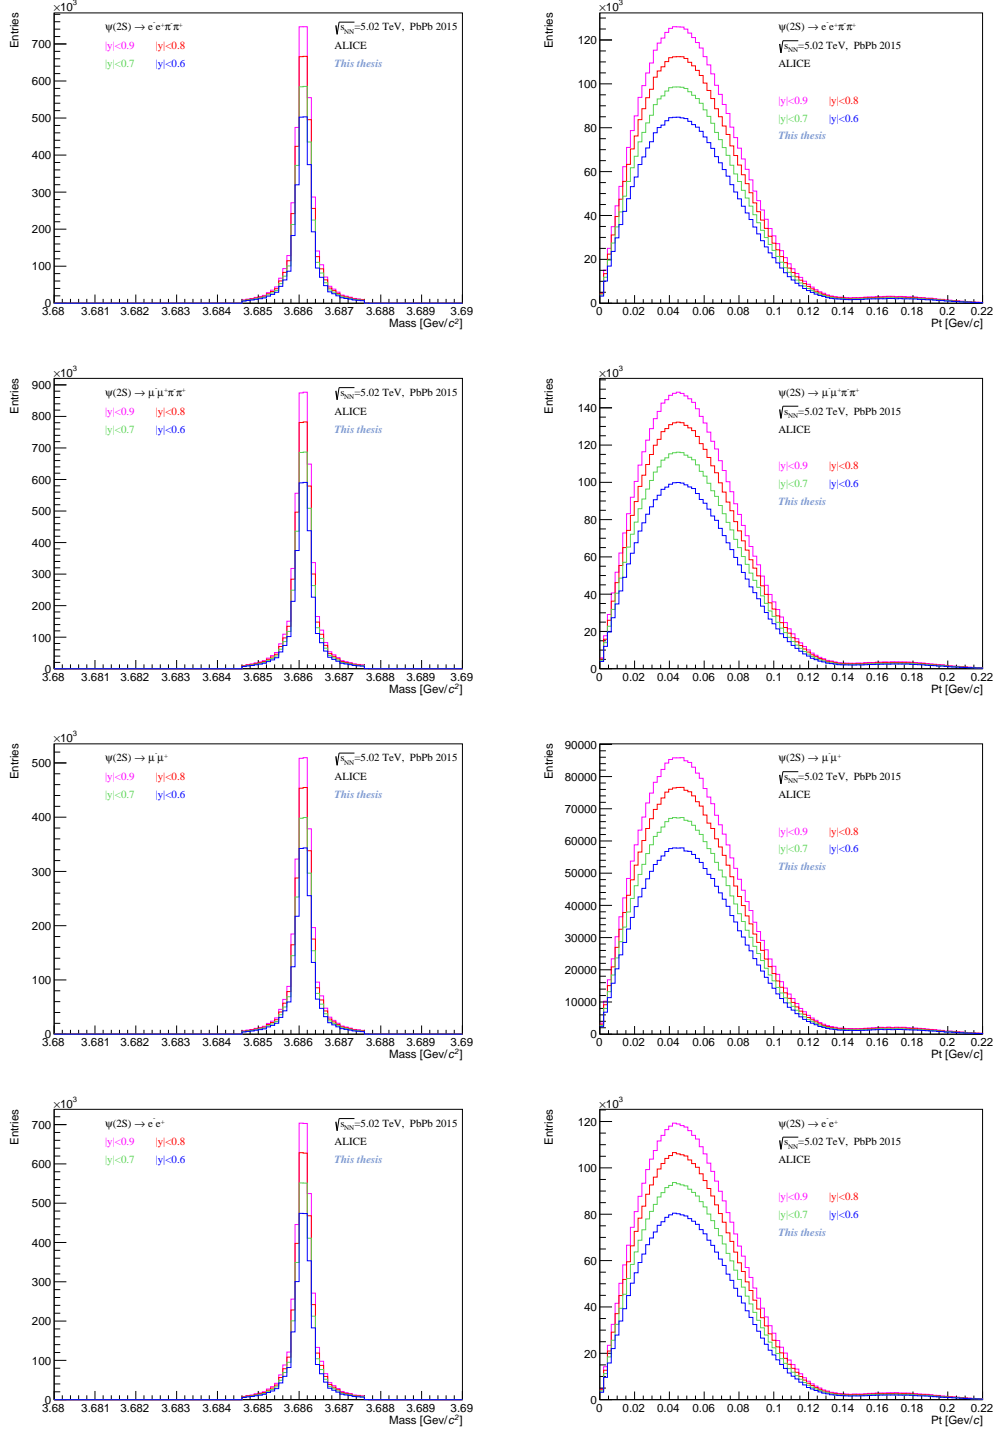 Entries
×10³
ψ(2S) → e⁻e⁺π⁻π⁺
|y|<0.9 |y|<0.8
|y|<0.7 |y|<0.6
√s_NN=5.02 TeV, PbPb 2015
ALICE
This thesis
700
600
500
400
300
200
100
0
3.68 3.681 3.682 3.683 3.684 3.685 3.686 3.687 3.688 3.689 3.69
Mass [Gev/c²]
Entries
×10³
ψ(2S) → e⁻e⁺π⁻π⁺
√s_NN=5.02 TeV, PbPb 2015
ALICE
|y|<0.9 |y|<0.8
|y|<0.7 |y|<0.6
This thesis
120
100
80
60
40
20
0
0 0.02 0.04 0.06 0.08 0.1 0.12 0.14 0.16 0.18 0.2 0.22
Pt [Gev/c]
Entries
×10³
ψ(2S) → μ⁻μ⁺π⁻π⁺
|y|<0.9 |y|<0.8
|y|<0.7 |y|<0.6
√s_NN=5.02 TeV, PbPb 2015
ALICE
This thesis
900
800
700
600
500
400
300
200
100
0
3.68 3.681 3.682 3.683 3.684 3.685 3.686 3.687 3.688 3.689 3.69
Mass [Gev/c²]
Entries
×10³
ψ(2S) → μ⁻μ⁺π⁻π⁺
√s_NN=5.02 TeV, PbPb 2015
ALICE
|y|<0.9 |y|<0.8
|y|<0.7 |y|<0.6
This thesis
140
120
100
80
60
40
20
0
0 0.02 0.04 0.06 0.08 0.1 0.12 0.14 0.16 0.18 0.2 0.22
Pt [Gev/c]
Entries
×10³
ψ(2S) → μ⁻μ⁺
|y|<0.9 |y|<0.8
|y|<0.7 |y|<0.6
√s_NN=5.02 TeV, PbPb 2015
ALICE
This thesis
500
400
300
200
100
0
3.68 3.681 3.682 3.683 3.684 3.685 3.686 3.687 3.688 3.689 3.69
Mass [Gev/c²]
Entries
ψ(2S) → μ⁻μ⁺
√s_NN=5.02 TeV, PbPb 2015
ALICE
|y|<0.9 |y|<0.8
|y|<0.7 |y|<0.6
This thesis
90000
80000
70000
60000
50000
40000
30000
20000
10000
0
0 0.02 0.04 0.06 0.08 0.1 0.12 0.14 0.16 0.18 0.2 0.22
Pt [Gev/c]
Entries
×10³
ψ(2S) → e⁻e⁺
|y|<0.9 |y|<0.8
|y|<0.7 |y|<0.6
√s_NN=5.02 TeV, PbPb 2015
ALICE
This thesis
700
600
500
400
300
200
100
0
3.68 3.681 3.682 3.683 3.684 3.685 3.686 3.687 3.688 3.689 3.69
Mass [Gev/c²]
Entries
×10³
ψ(2S) → e⁻e⁺
√s_NN=5.02 TeV, PbPb 2015
ALICE
|y|<0.9 |y|<0.8
|y|<0.7 |y|<0.6
This thesis
120
100
80
60
40
20
0
0 0.02 0.04 0.06 0.08 0.1 0.12 0.14 0.16 0.18 0.2 0.22
Pt [Gev/c]